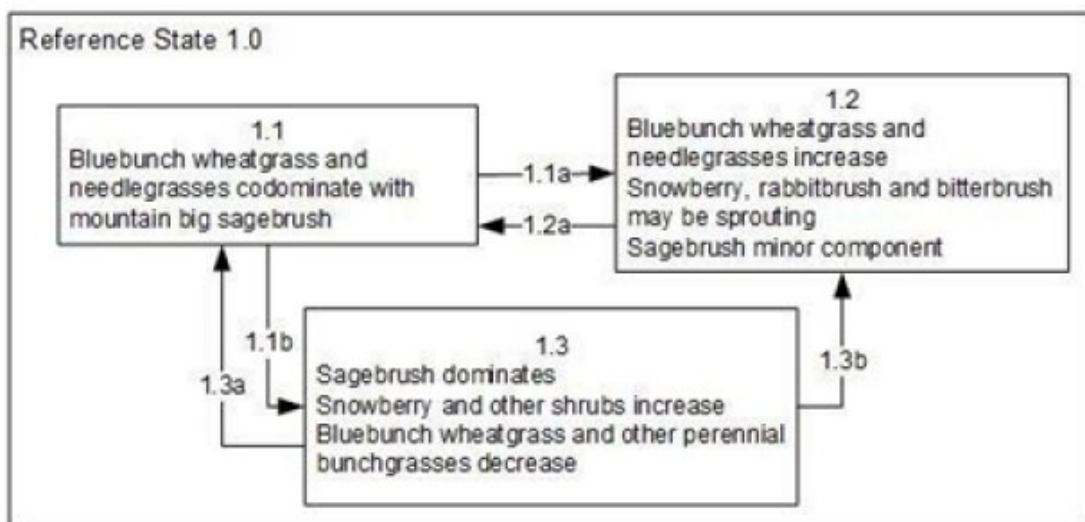 Reference State 1.0
1.1
Bluebunch wheatgrass and
needlegrasses codominate with
mountain big sagebrush
1.1a
1.2a
1.2
Bluebunch wheatgrass and
needlegrasses increase
Snowberry, rabbitbrush and bitterbrush
may be sprouting
Sagebrush minor component
1.1b
1.3a
1.3
Sagebrush dominates
Snowberry and other shrubs increase
Bluebunch wheatgrass and other perennial
bunchgrasses decrease
1.3b